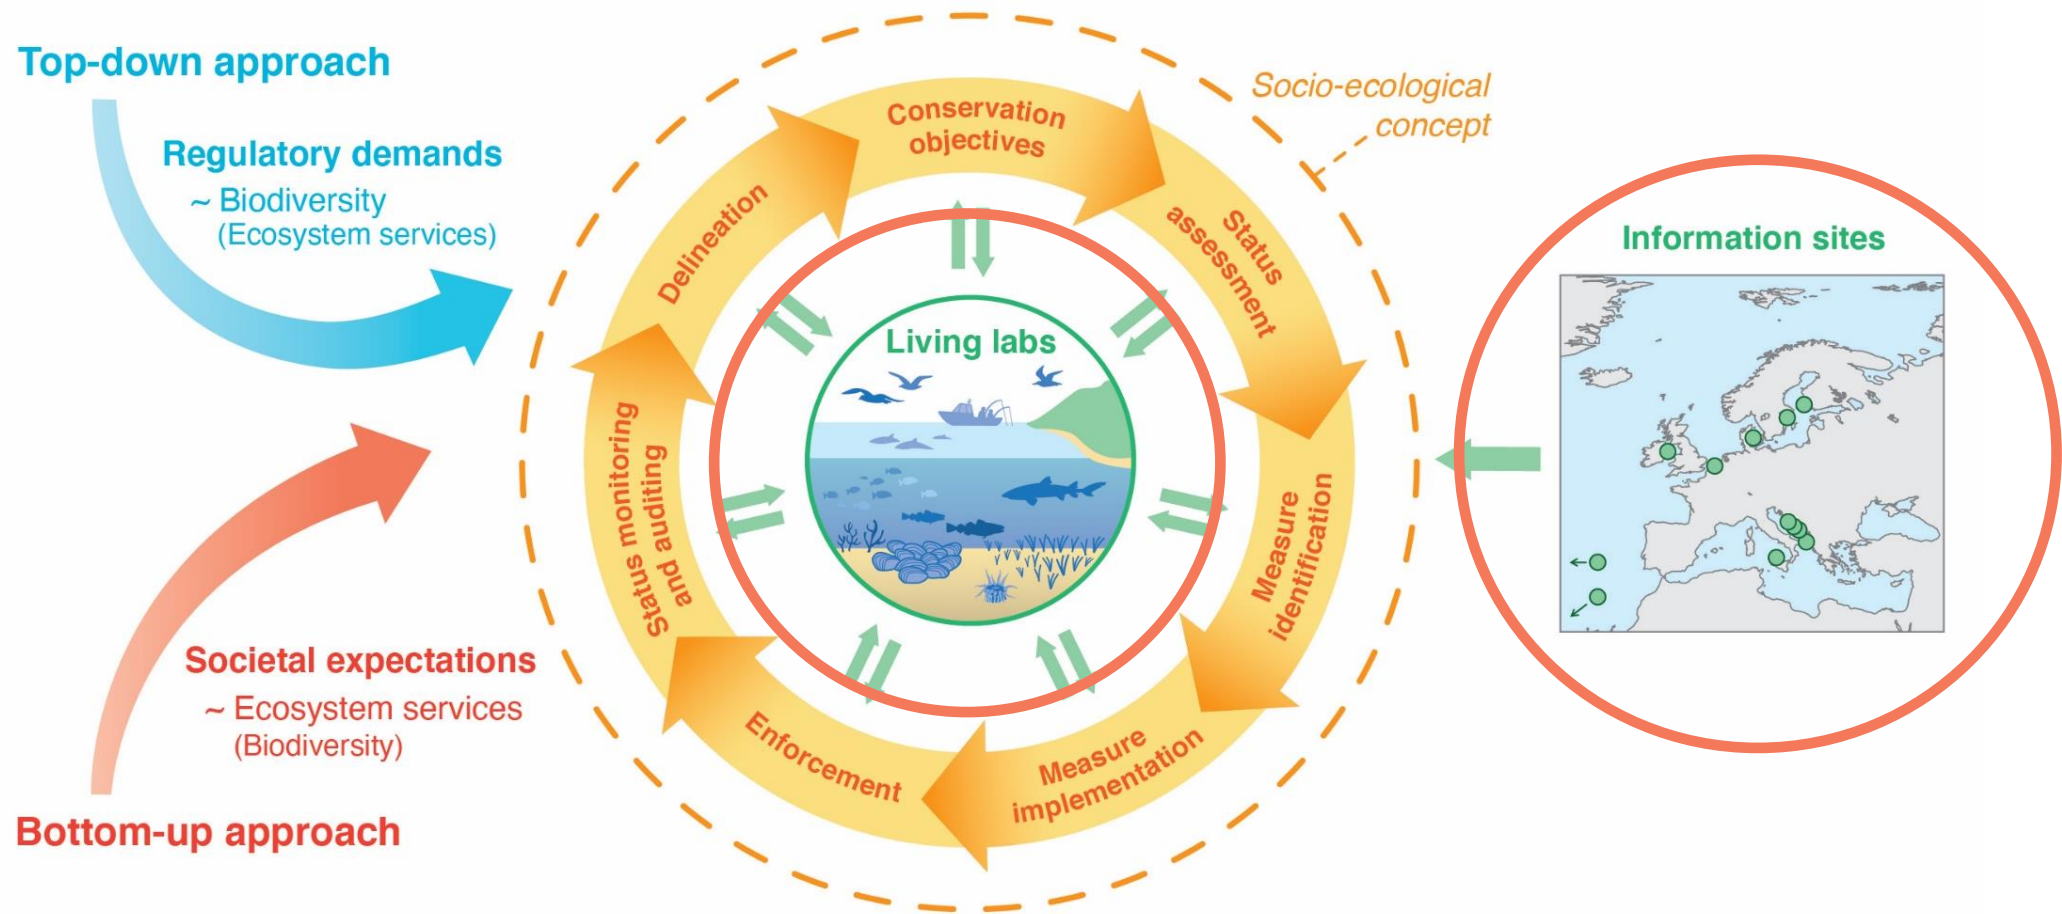 Top-down approach
Regulatory demands
~ Biodiversity
(Ecosystem services)
Societal expectations
~ Ecosystem services
(Biodiversity)
Bottom-up approach
Conservation
objectives
Status
assessment
Measure
identification
Measure
implementation
Enforcement
Status monitoring
and auditing
Delineation
Living labs
Socio-ecological
concept
Information sites